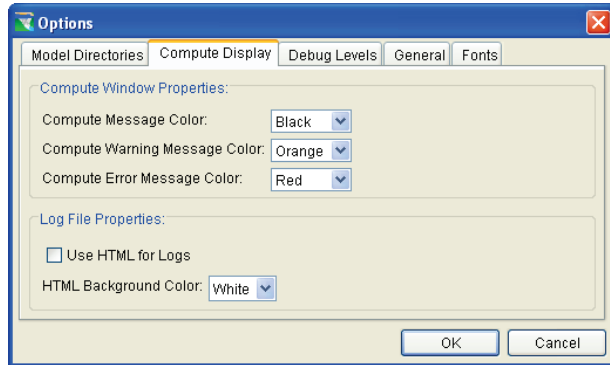 Options
Model Directories Compute Display Debug Levels General Fonts
Compute Window Properties:
Compute Message Color: Black
Compute Warning Message Color: Orange
Compute Error Message Color: Red
Log File Properties:
Use HTML for Logs
HTML Background Color: White
OK Cancel